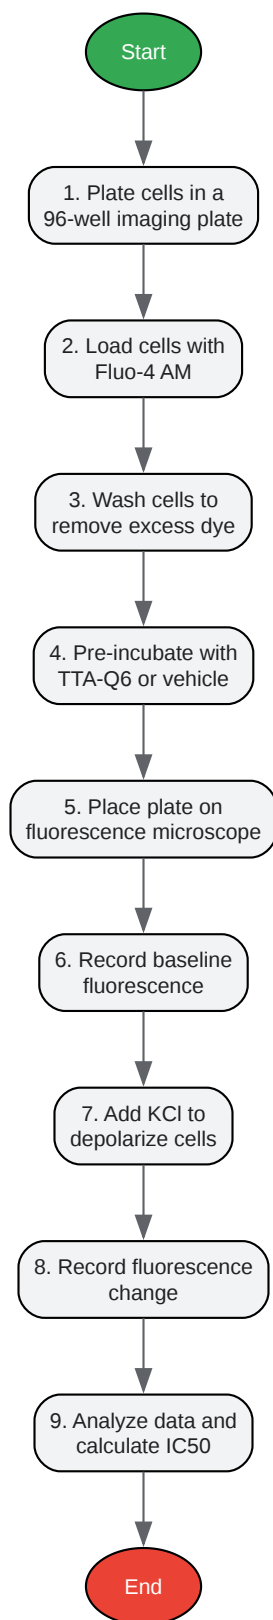 Start
1. Plate cells in a
96-well imaging plate
2. Load cells with
Fluo-4 AM
3. Wash cells to
remove excess dye
4. Pre-incubate with
TTA-Q6 or vehicle
5. Place plate on
fluorescence microscope
6. Record baseline
fluorescence
7. Add KCl to
depolarize cells
8. Record fluorescence
change
9. Analyze data and
calculate IC50
End